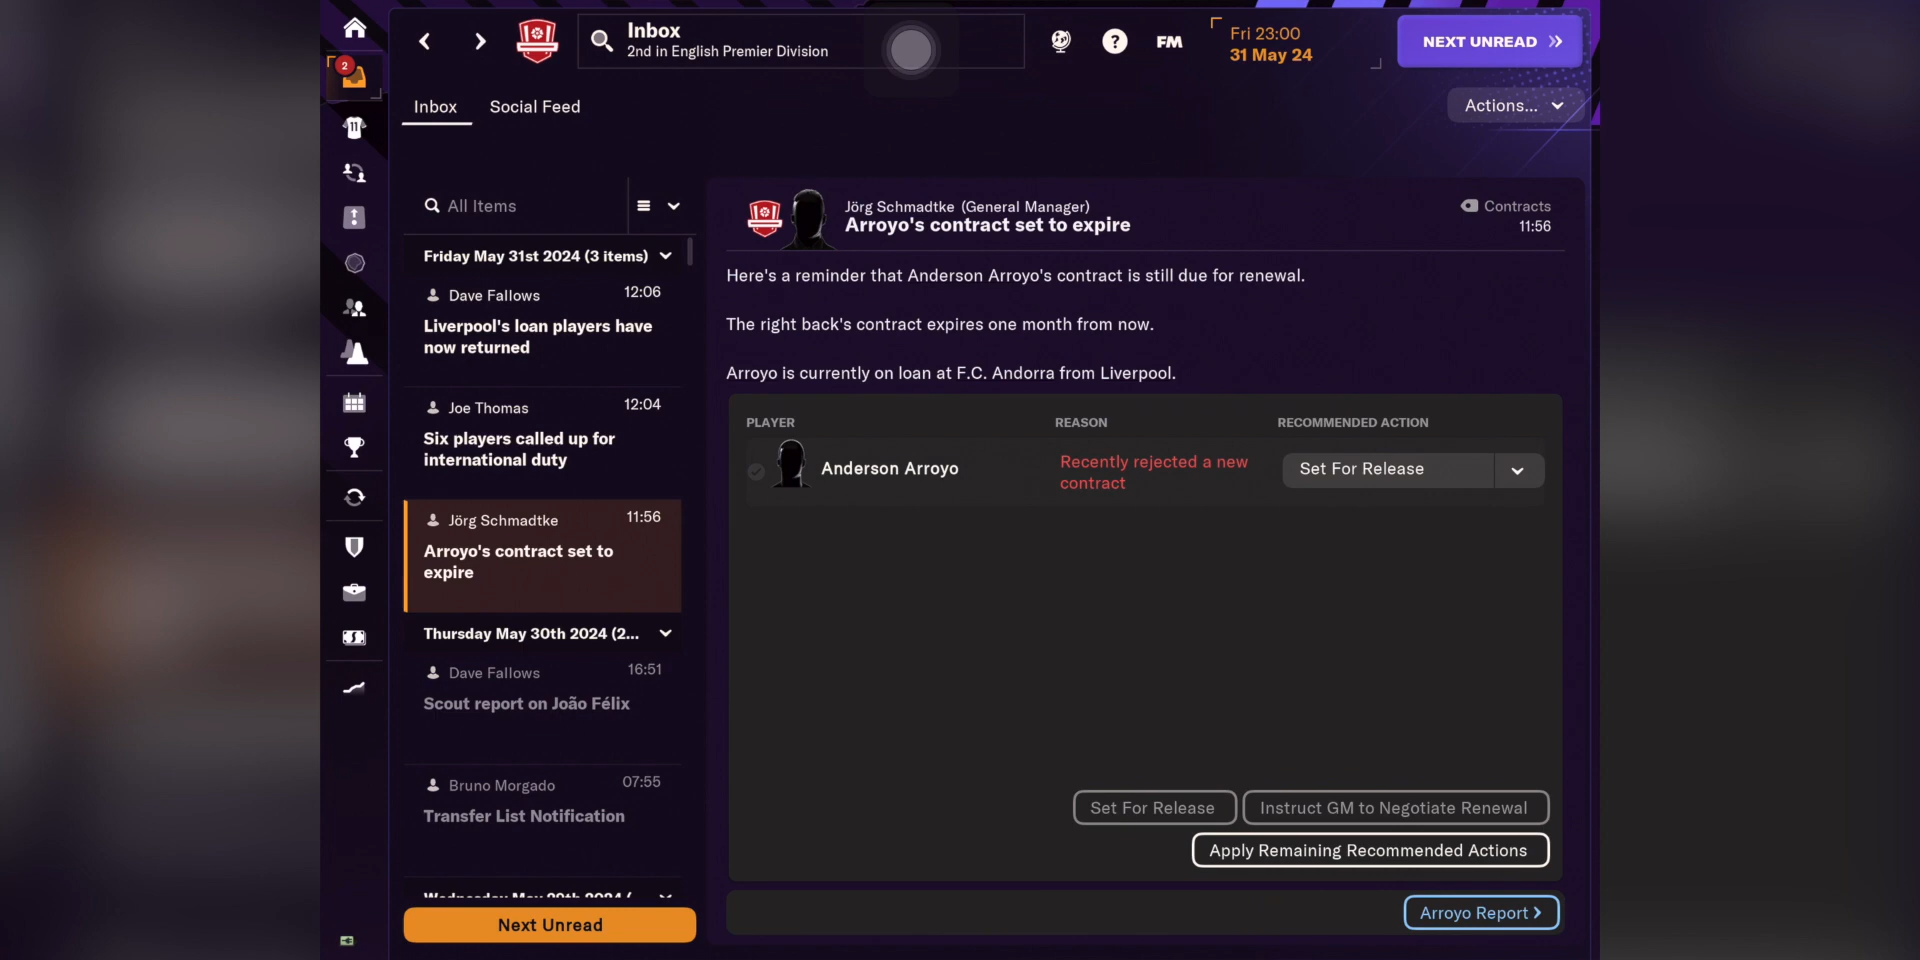 Inbox
2nd in English Premier Division
?
FM
Fri 23:00
31 May 24
NEXT UNREAD
2
11
Inbox
Social Feed
Actions...
All Items
Friday May 31st 2024 (3 items)
Dave Fallows
12:06
Liverpool's loan players have
now returned
Joe Thomas
12:04
Six players called up for
international duty
Jörg Schmadtke
11:56
Arroyo's contract set to
expire
Thursday May 30th 2024 (2...
Dave Fallows
16:51
Scout report on João Félix
Bruno Morgado
07:55
Transfer List Notification
Wednesday May 29th 2024 (
Next Unread
Jörg Schmadtke (General Manager)
Arroyo's contract set to expire
Contracts
11:56
Here's a reminder that Anderson Arroyo's contract is still due for renewal.
The right back's contract expires one month from now.
Arroyo is currently on loan at F.C. Andorra from Liverpool.
PLAYER
REASON
RECOMMENDED ACTION
Anderson Arroyo
Recently rejected a new
contract
Set For Release
Set For Release
Instruct GM to Negotiate Renewal
Apply Remaining Recommended Actions
Arroyo Report